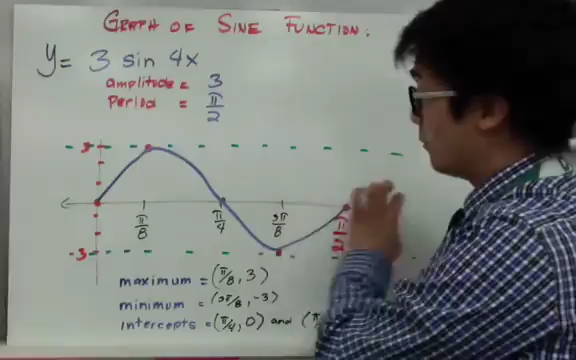 GRAPH OF SINE FUNCTION:
y = 3 sin 4x
amplitude = 3
Period = π/2
3
π/8 π/4 3π/8 π/2
-3
maximum = (π/8, 3)
minimum = (3π/8, -3)
intercepts = (π/4, 0) and (π/